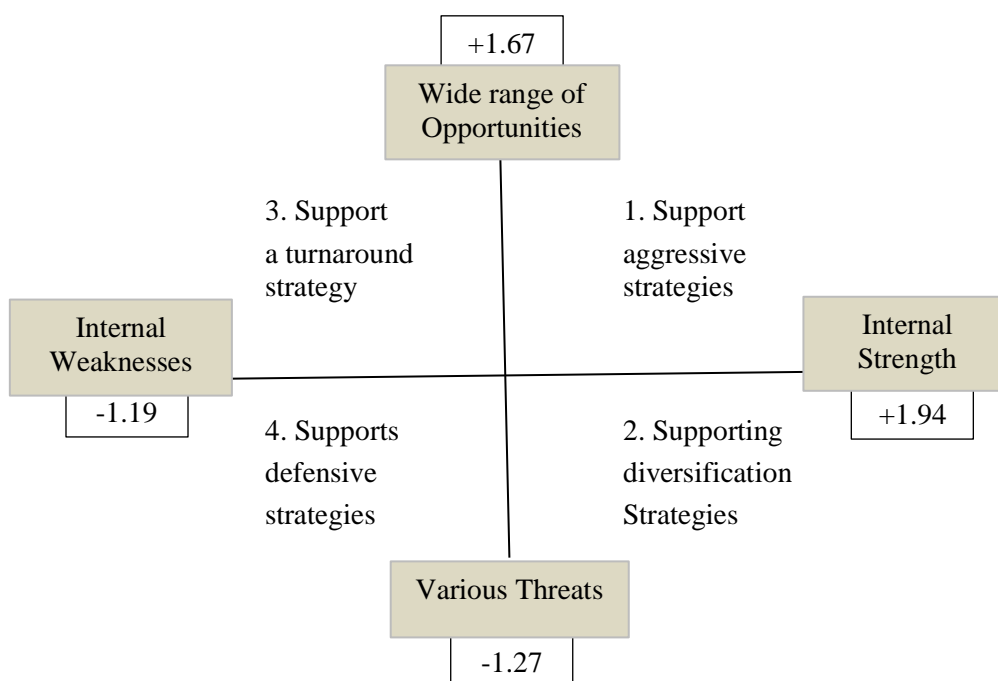 +1.67
Wide range of
Opportunities
3. Support
a turnaround
strategy
1. Support
aggressive
strategies
Internal
Weaknesses
-1.19
Internal
Strength
+1.94
4. Supports
defensive
strategies
2. Supporting
diversification
Strategies
Various Threats
-1.27